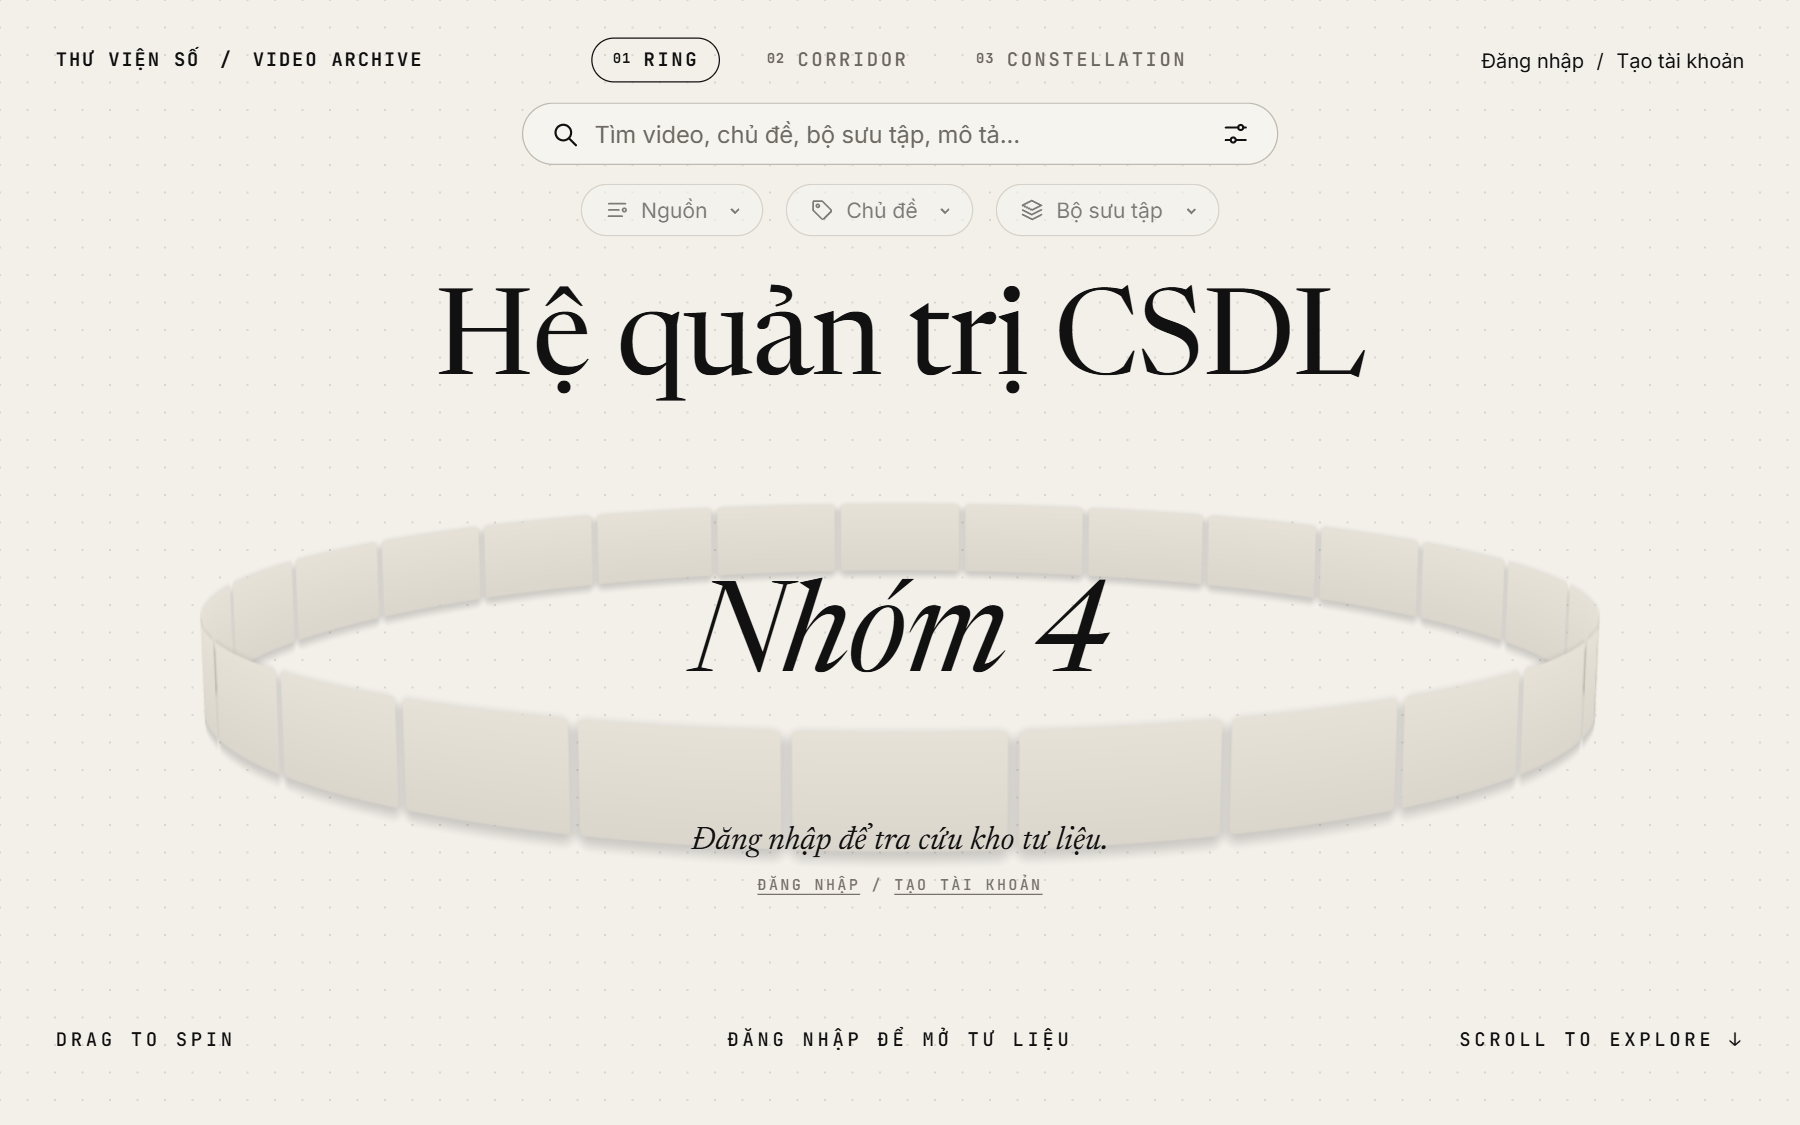 THƯ VIỆN SỐ / VIDEO ARCHIVE
01 RING
02 CORRIDOR
03 CONSTELLATION
Đăng nhập / Tạo tài khoản
Tìm video, chủ đề, bộ sưu tập, mô tả...
Nguồn
Chủ đề
Bộ sưu tập
Hệ quản trị CSDL
Nhóm 4
Đăng nhập để tra cứu kho tư liệu.
ĐĂNG NHẬP / TẠO TÀI KHOẢN
DRAG TO SPIN
ĐĂNG NHẬP ĐỂ MỞ TƯ LIỆU
SCROLL TO EXPLORE ↓